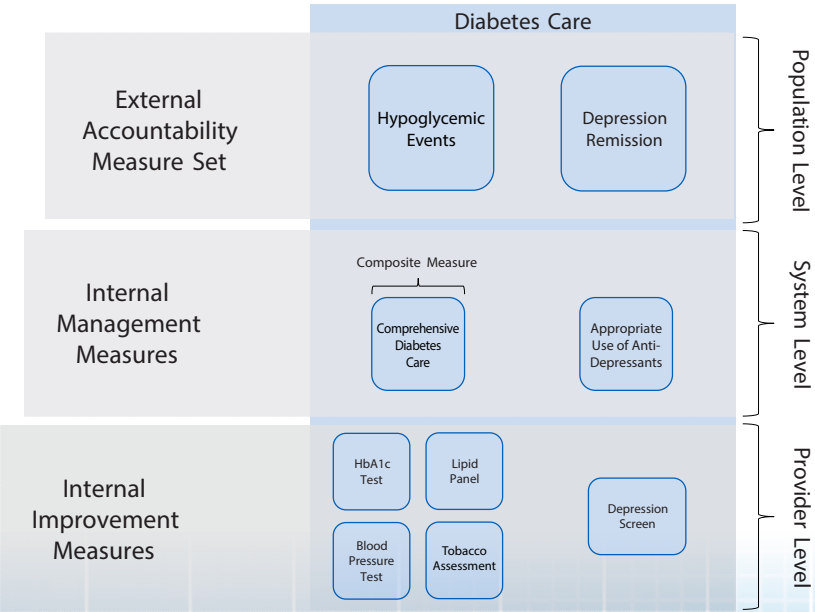 Diabetes Care
External
Accountability
Measure Set
Hypoglycemic
Events
Depression
Remission
Population Level
Internal
Management
Measures
Composite Measure
Comprehensive
Diabetes
Care
Appropriate
Use of Anti-
Depressants
System Level
Internal
Improvement
Measures
HbA1c
Test
Lipid
Panel
Blood
Pressure
Test
Tobacco
Assessment
Depression
Screen
Provider Level